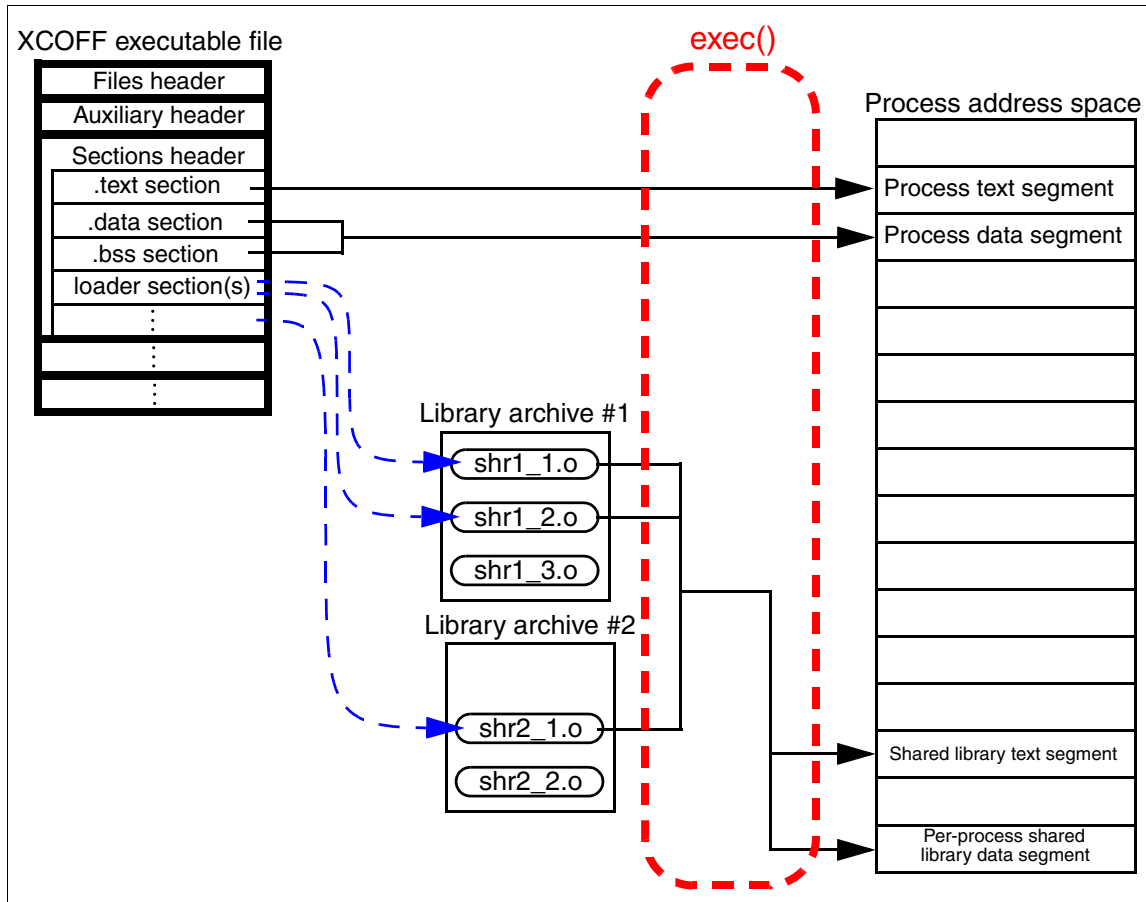 XCOFF executable file
Files header
Auxiliary header
Sections header
.text section
.data section
.bss section
loader section(s)
exec()
Library archive #1
shr1_1.o
shr1_2.o
shr1_3.o
Library archive #2
shr2_1.o
shr2_2.o
Process address space
Process text segment
Process data segment
Shared library text segment
Per-process shared
library data segment